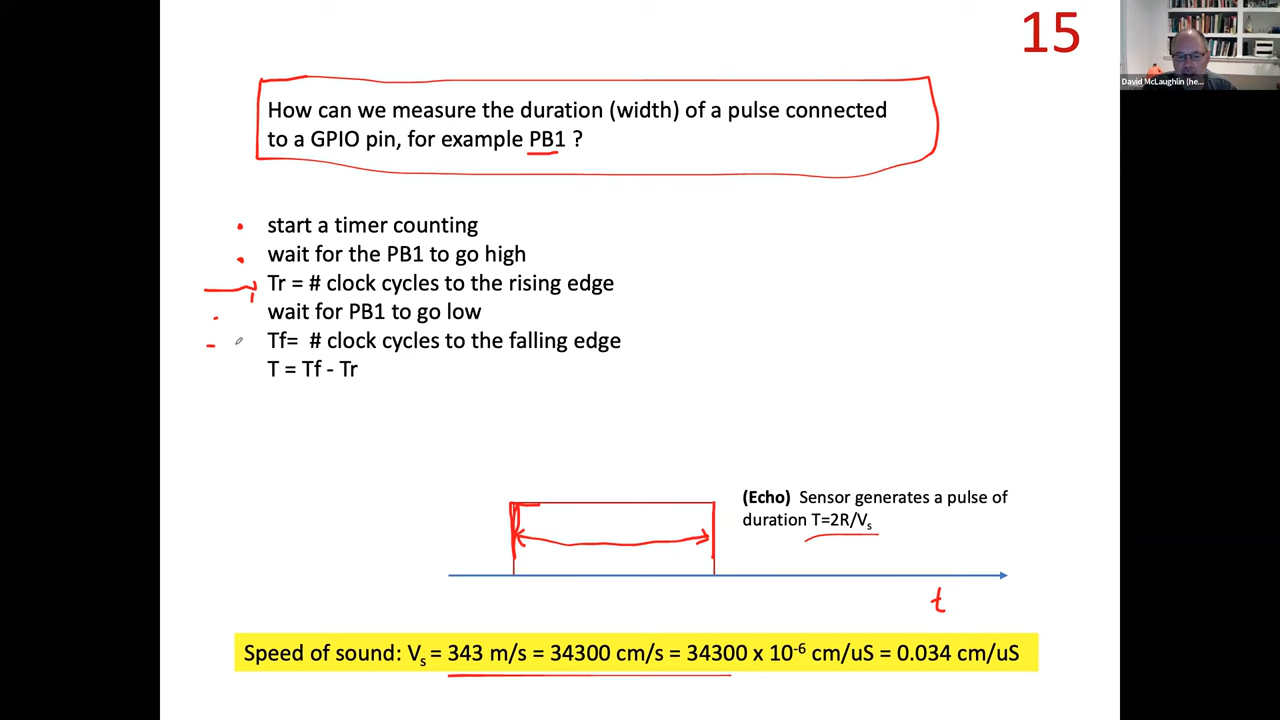 15
David McLaughlin (he...
How can we measure the duration (width) of a pulse connected
to a GPIO pin, for example PB1 ?
start a timer counting
wait for the PB1 to go high
Tr = # clock cycles to the rising edge
wait for PB1 to go low
Tf=  # clock cycles to the falling edge
T = Tf - Tr
(Echo)  Sensor generates a pulse of
duration T=2R/Vs
t
Speed of sound: Vs = 343 m/s = 34300 cm/s = 34300 x 10-6 cm/uS = 0.034 cm/uS